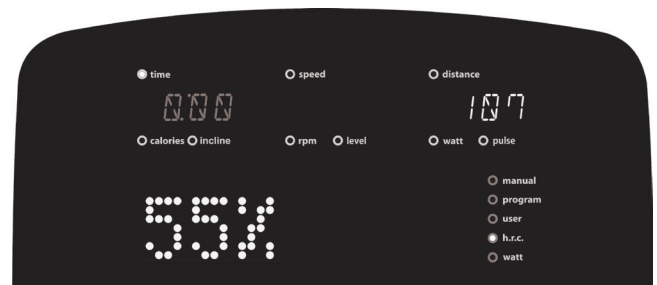 time speed distance
0:00 107
calories incline rpm level watt pulse
manual
program
user
h.r.c.
watt
55%